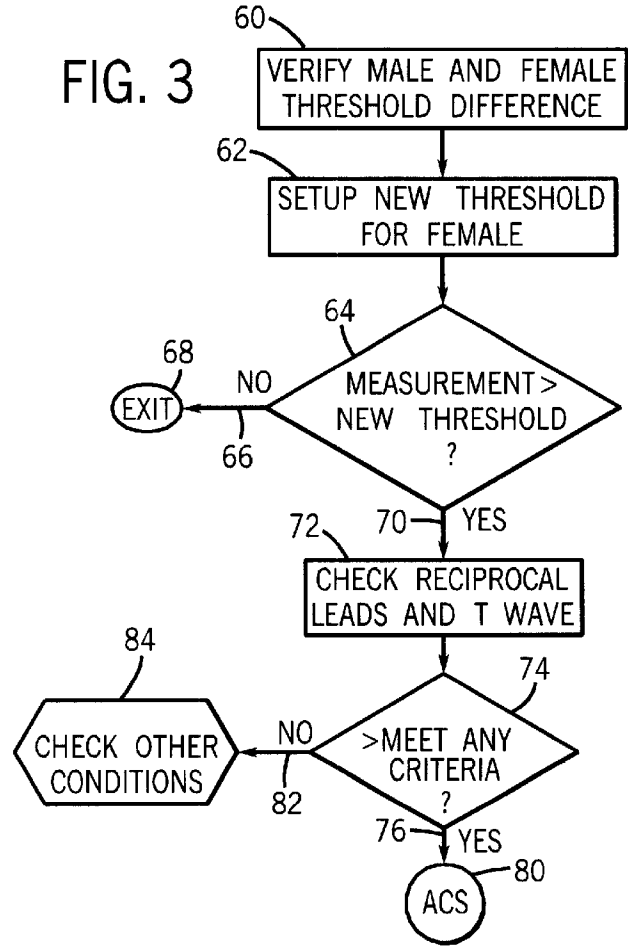 60
FIG. 3
VERIFY MALE AND FEMALE
THRESHOLD DIFFERENCE
62
SETUP NEW THRESHOLD
FOR FEMALE
64
68
EXIT
NO
66
MEASUREMENT >
NEW THRESHOLD
?
70
YES
72
CHECK RECIPROCAL
LEADS AND T WAVE
84
74
CHECK OTHER
CONDITIONS
NO
82
>MEET ANY
CRITERIA
?
76
YES
80
ACS